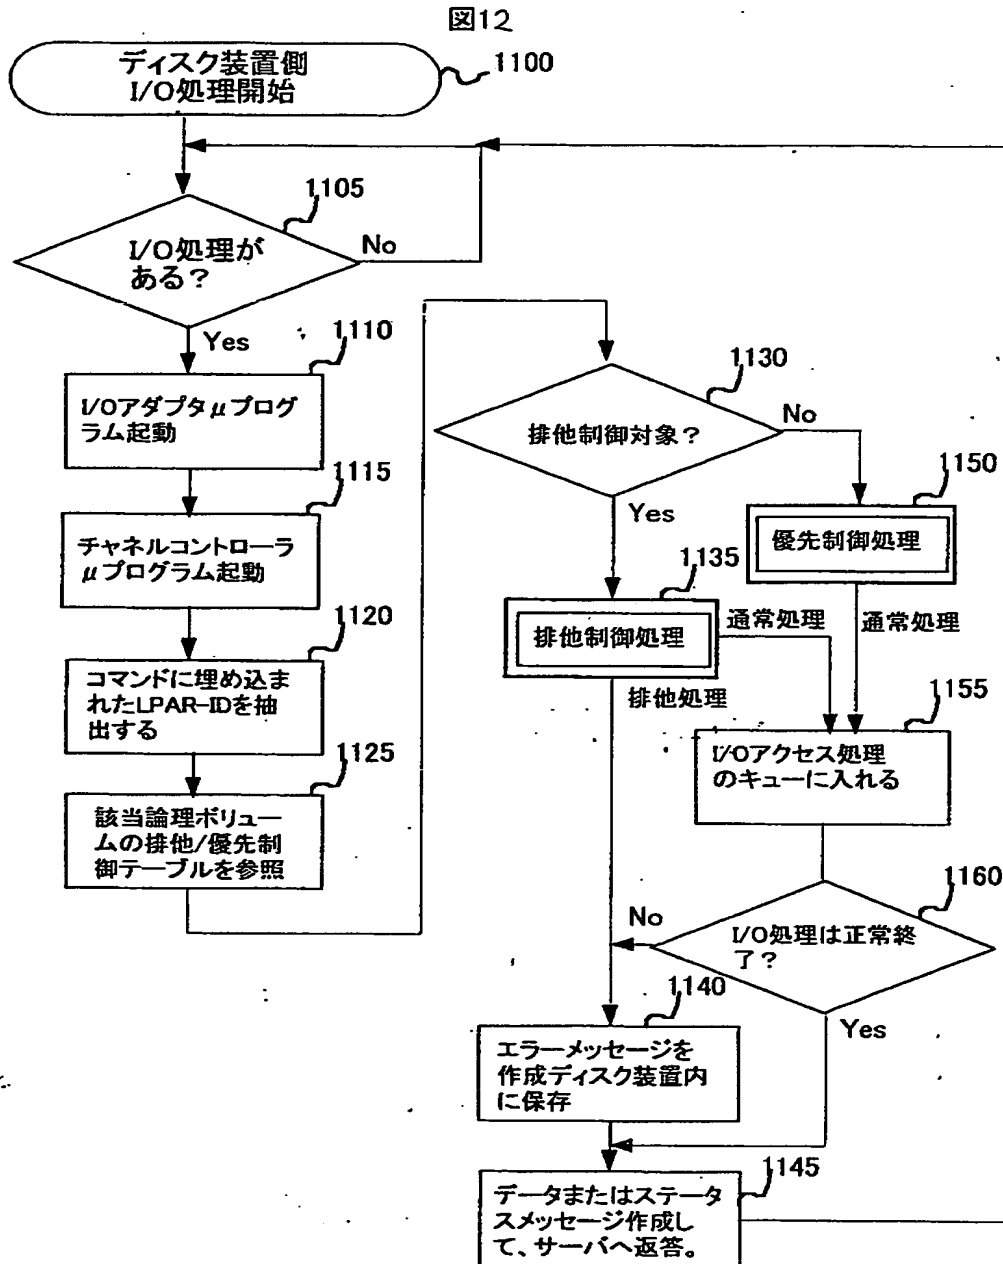 図12
ディスク装置側
I/O処理開始
1100
1105
I/O処理が
ある?
No
Yes
1110
I/Oアダプタμプログ
ラム起動
1115
チャネルコントローラ
μプログラム起動
1120
コマンドに埋め込ま
れたLPAR-IDを抽
出する
1125
該当論理ボリュー
ムの排他/優先制
御テーブルを参照
1130
排他制御対象?
No
Yes
1150
優先制御処理
1135
排他制御処理
通常処理
通常処理
排他処理
1155
I/Oアクセス処理
のキューに入れる
1160
I/O処理は正常終
了?
No
Yes
1140
エラーメッセージを
作成ディスク装置内
に保存
1145
データまたはステータ
スメッセージ作成し
て、サーバへ返答。